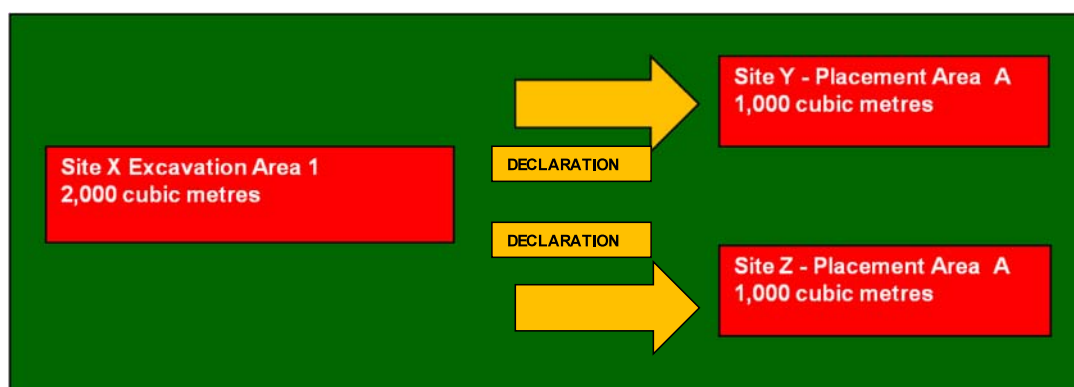 Site X Excavation Area 1
2,000 cubic metres
DECLARATION
Site Y - Placement Area A
1,000 cubic metres
DECLARATION
Site Z - Placement Area A
1,000 cubic metres